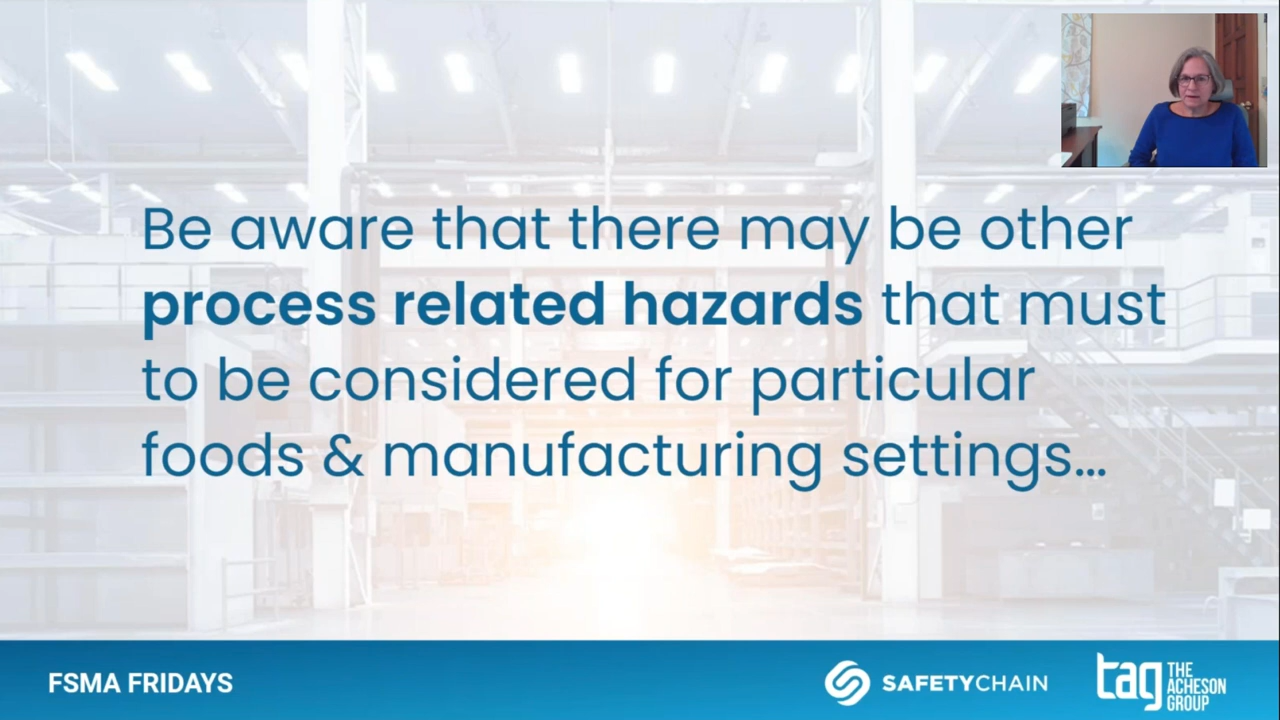 Be aware that there may be other
process related hazards that must
to be considered for particular
foods & manufacturing settings...
FSMA FRIDAYS
SAFETYCHAIN
tag THE
ACHESON
GROUP